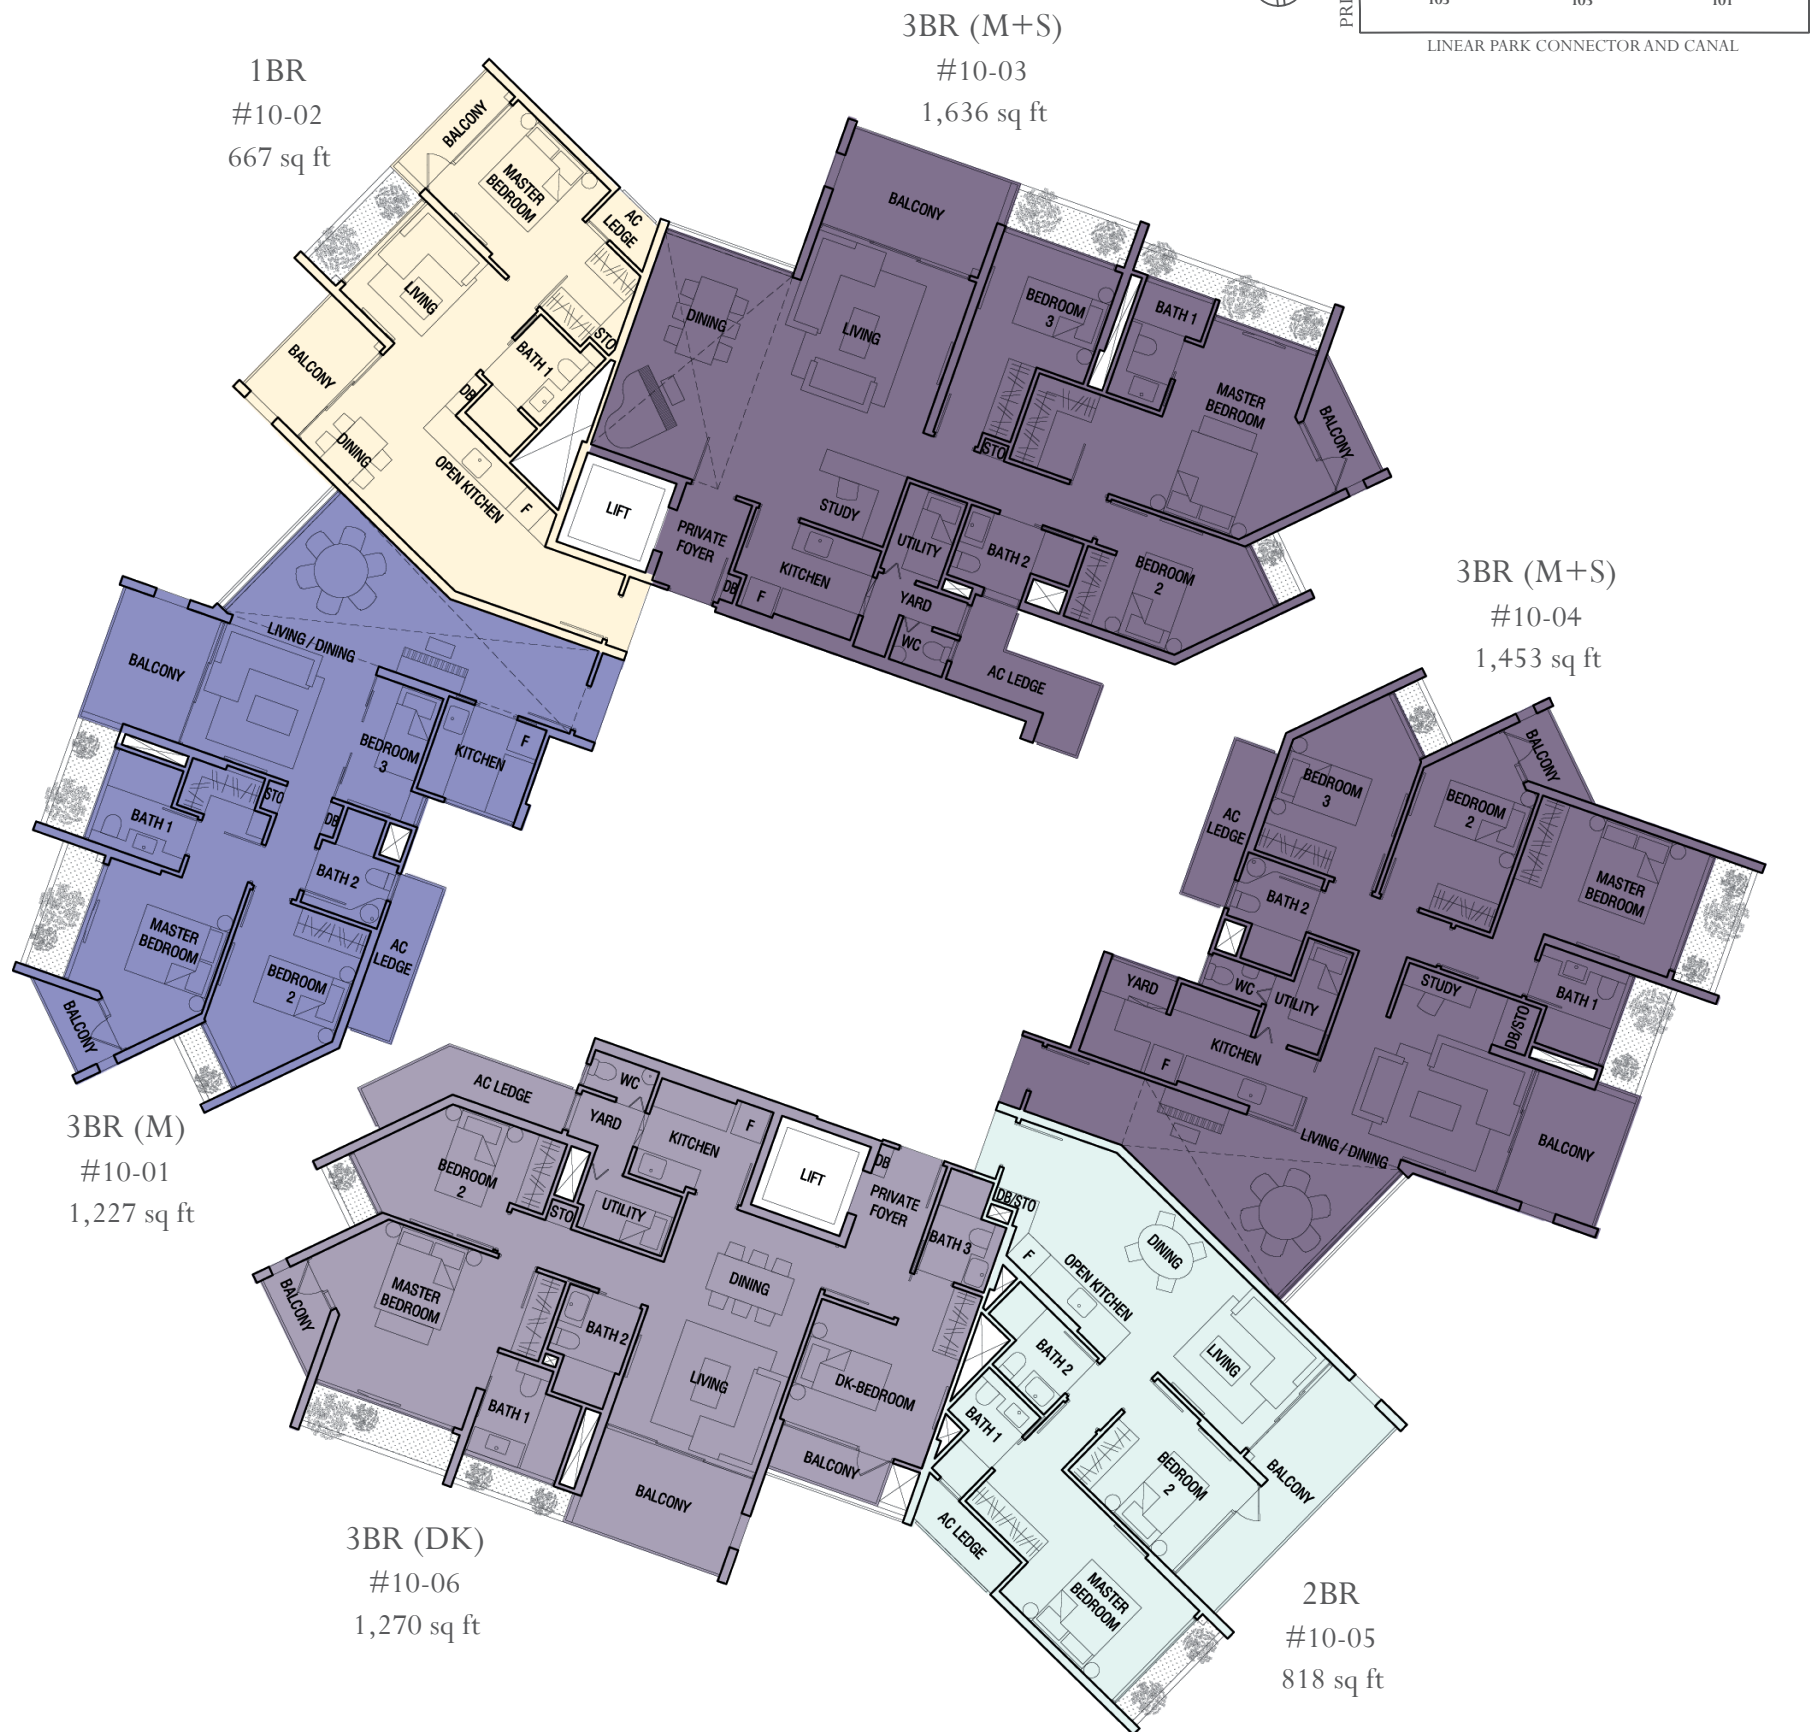 103
103
101
PRI
LINEAR PARK CONNECTOR AND CANAL
1BR
#10-02
667 sq ft
BALCONY
MASTER
BEDROOM
AC
LEDGE
LIVING
BALCONY
STO
BATH 1
DB
DINING
OPEN KITCHEN
F
3BR (M+S)
#10-03
1,636 sq ft
BALCONY
DINING
LIVING
BEDROOM
3
BATH 1
MASTER
BEDROOM
BALCONY
STO
STUDY
LIFT
PRIVATE
FOYER
DB
F
KITCHEN
UTILITY
BATH 2
BEDROOM
2
YARD
WC
AC LEDGE
3BR (M+S)
#10-04
1,453 sq ft
BALCONY
BEDROOM
3
BEDROOM
2
AC
LEDGE
MASTER
BEDROOM
BATH 2
WC
YARD
UTILITY
STUDY
BATH 1
DB/STO
KITCHEN
F
LIVING / DINING
BALCONY
LIVING / DINING
BALCONY
BEDROOM
3
KITCHEN
F
STO
DB
BATH 1
BATH 2
MASTER
BEDROOM
BEDROOM
2
AC
LEDGE
BALCONY
3BR (M)
#10-01
1,227 sq ft
AC LEDGE
WC
YARD
KITCHEN
F
LIFT
DB
PRIVATE
FOYER
BEDROOM
2
STO
UTILITY
BATH 3
MASTER
BEDROOM
BALCONY
DINING
BATH 2
LIVING
DK-BEDROOM
BATH 1
BALCONY
BALCONY
3BR (DK)
#10-06
1,270 sq ft
DB/STO
F
OPEN KITCHEN
DINING
LIVING
BATH 2
BATH 1
BEDROOM
2
BALCONY
AC LEDGE
MASTER
BEDROOM
2BR
#10-05
818 sq ft